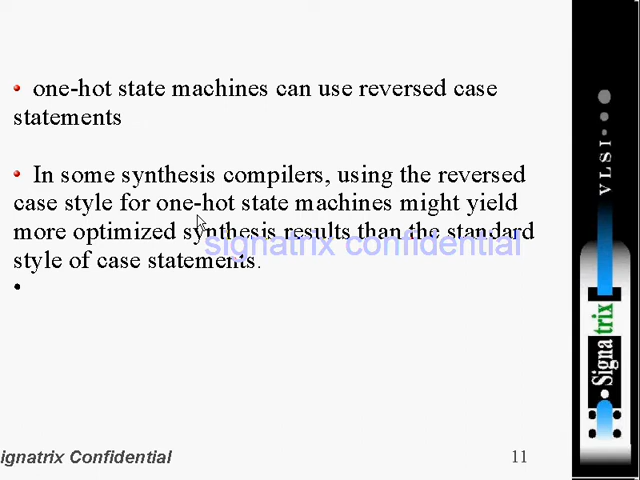 • one-hot state machines can use reversed case
statements
• In some synthesis compilers, using the reversed
case style for one-hot state machines might yield
more optimized synthesis results than the standard
signatrix confidential
style of case statements.
•
ignatrix Confidential
11
VLSI
Signatrix